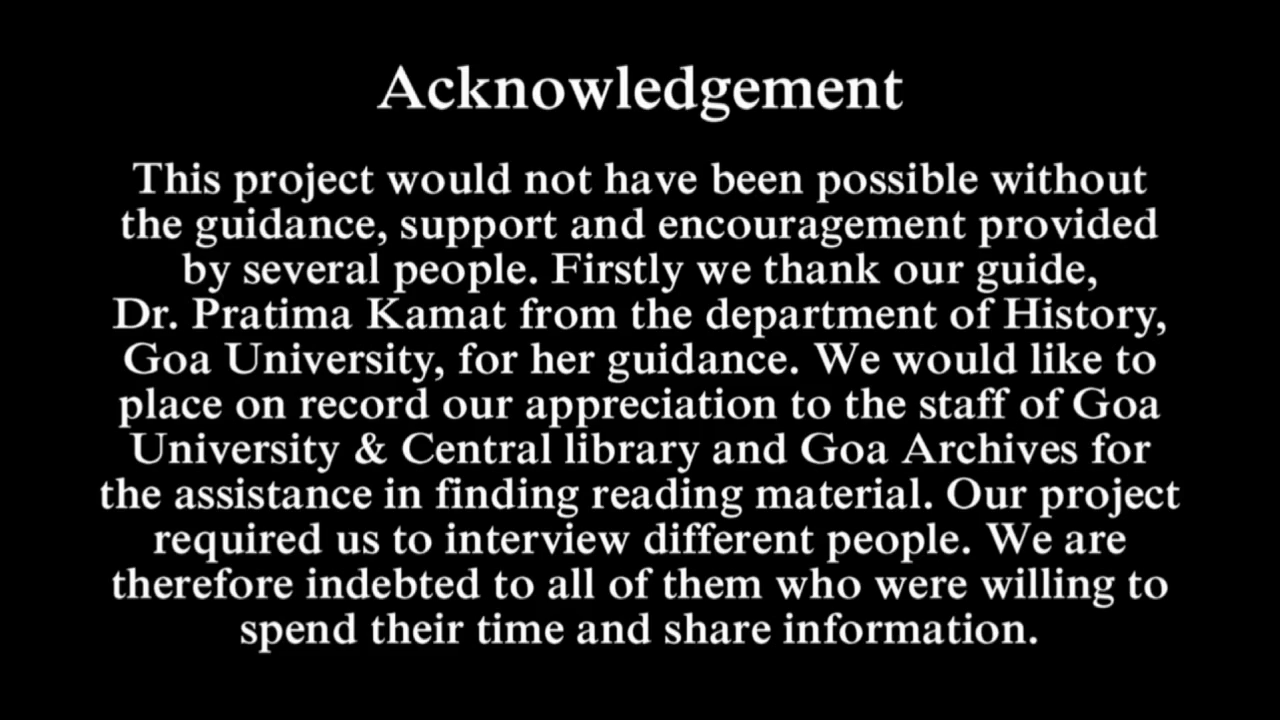 Acknowledgement
This project would not have been possible without
the guidance, support and encouragement provided
by several people. Firstly we thank our guide,
Dr. Pratima Kamat from the department of History,
Goa University, for her guidance. We would like to
place on record our appreciation to the staff of Goa
University & Central library and Goa Archives for
the assistance in finding reading material. Our project
required us to interview different people. We are
therefore indebted to all of them who were willing to
spend their time and share information.